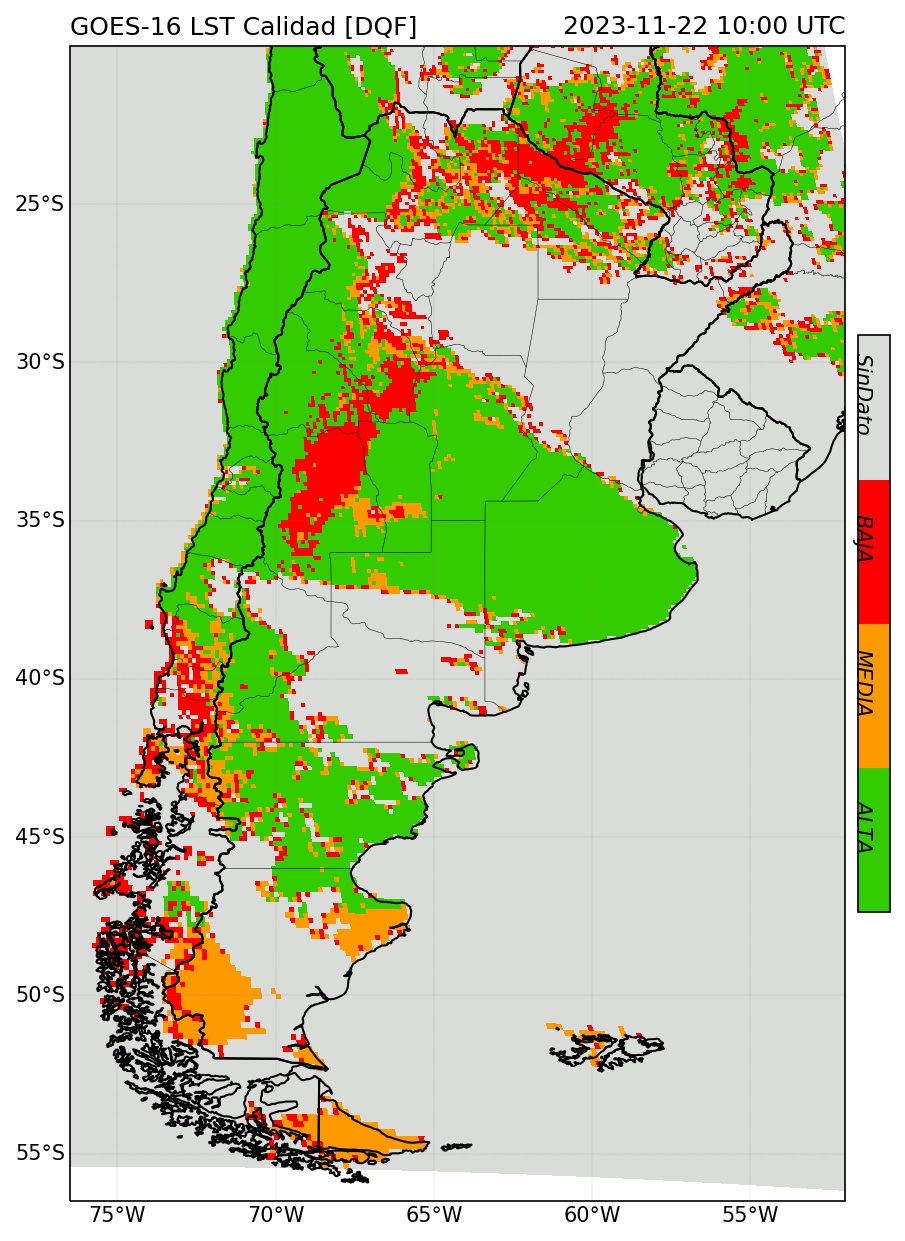 GOES-16 LST Calidad [DQF] 2023-11-22 10:00 UTC
25°S
30°S
35°S
40°S
45°S
50°S
55°S
75°W 70°W 65°W 60°W 55°W
SinDato
BAJA
MEDIA
ALTA